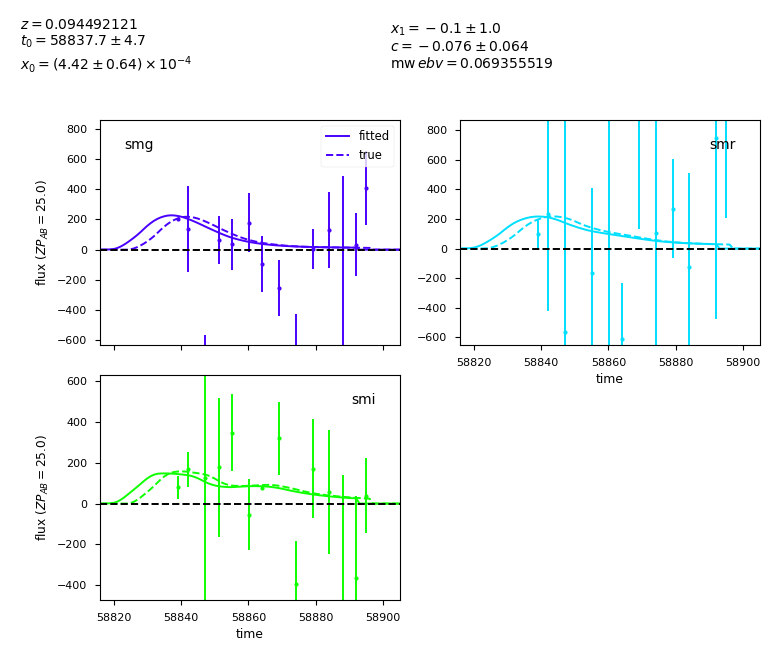 z = 0.094492121
t₀ = 58837.7 ± 4.7
x₀ = (4.42 ± 0.64) × 10⁻⁴
x₁ = −0.1 ± 1.0
c = −0.076 ± 0.064
mw ebv = 0.069355519
smg
fitted
true
800
600
400
200
0
−200
−400
−600
flux (ZP_AB = 25.0)
smr
800
600
400
200
0
−200
−400
−600
58820 58840 58860 58880 58900
time
smi
600
400
200
0
−200
−400
flux (ZP_AB = 25.0)
58820 58840 58860 58880 58900
time